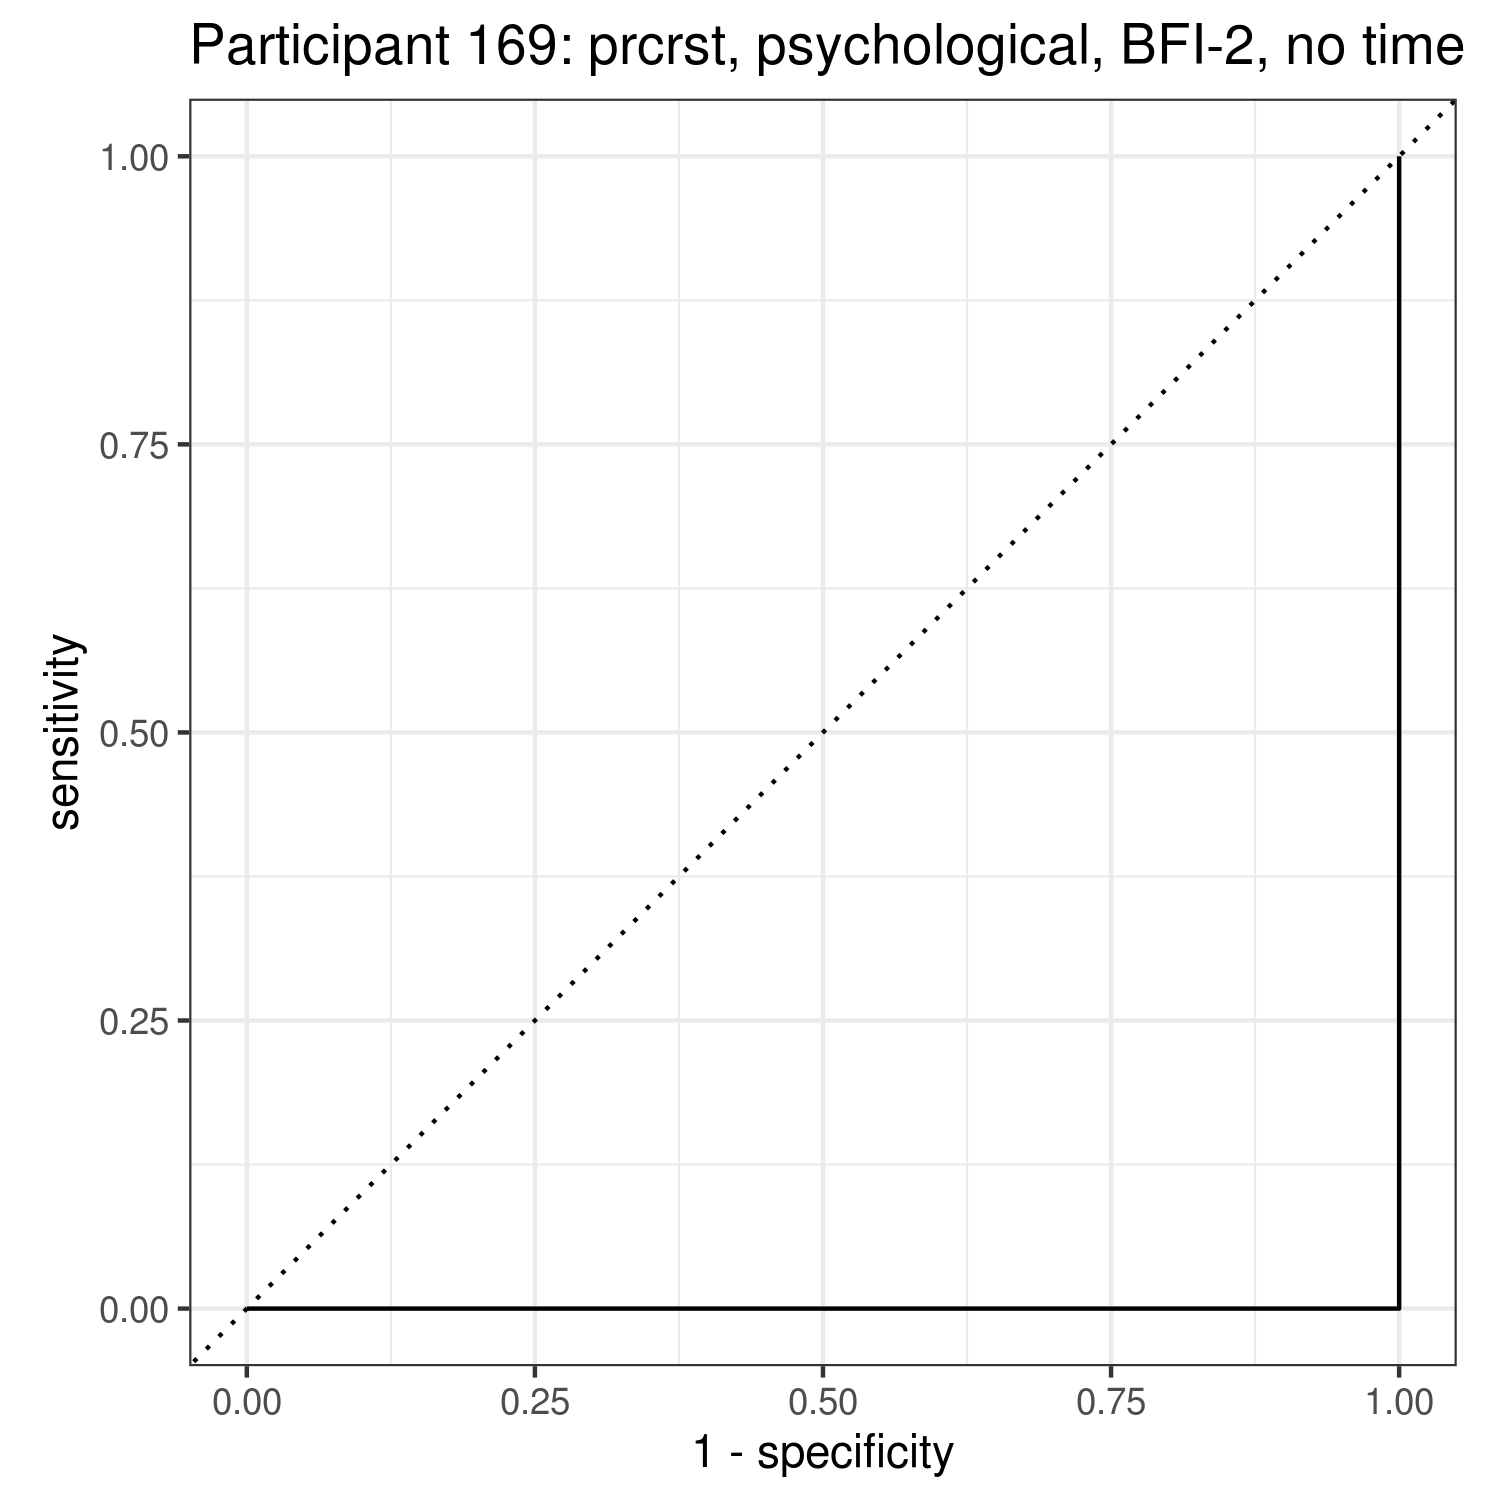 Participant 169: prcrst, psychological, BFI-2, no time
1.00
0.75
0.50
0.25
0.00
sensitivity
0.00 0.25 0.50 0.75 1.00
1 - specificity